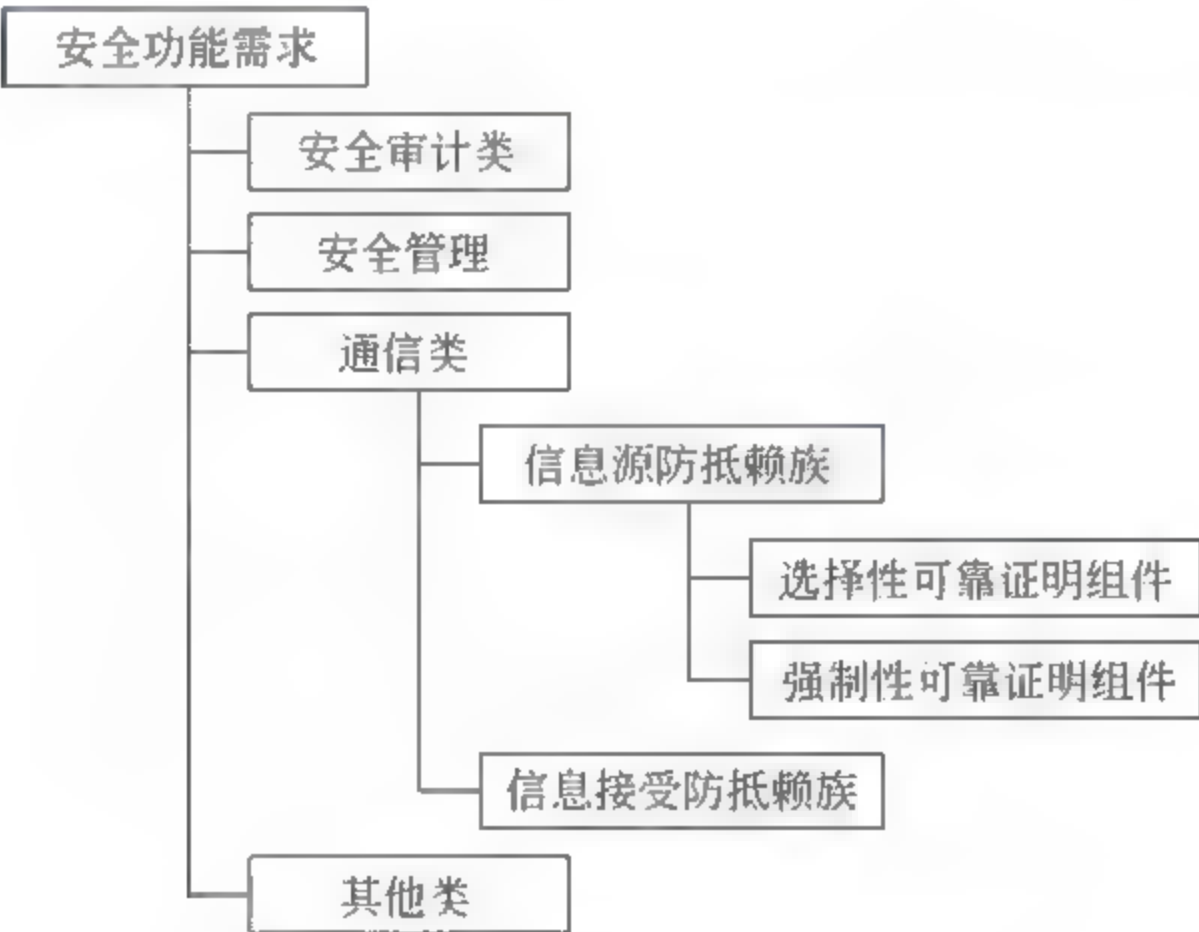 安全功能需求
安全审计类
安全管理
通信类
信息源防抵赖族
选择性可靠证明组件
强制性可靠证明组件
信息接受防抵赖族
其他类